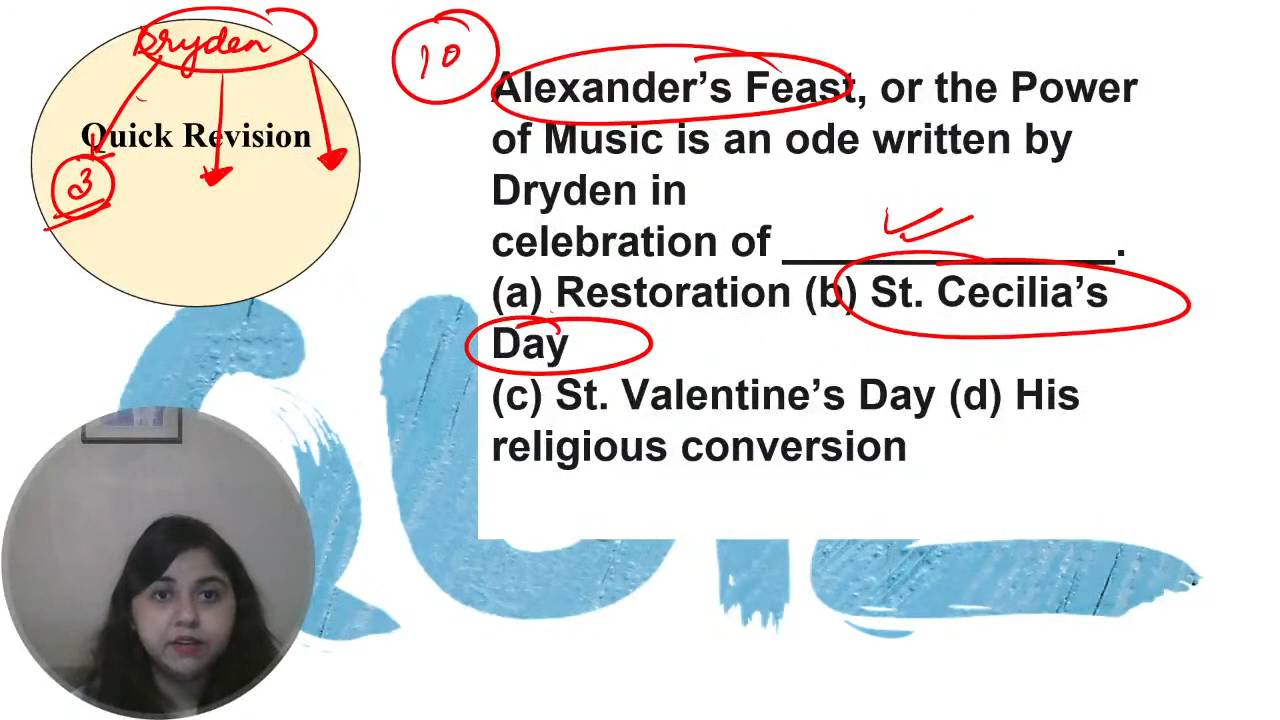 Dryden
Quick Revision
3
10
Alexander's Feast, or the Power
of Music is an ode written by
Dryden in
celebration of _______________.
(a) Restoration (b) St. Cecilia's
Day
(c) St. Valentine's Day (d) His
religious conversion